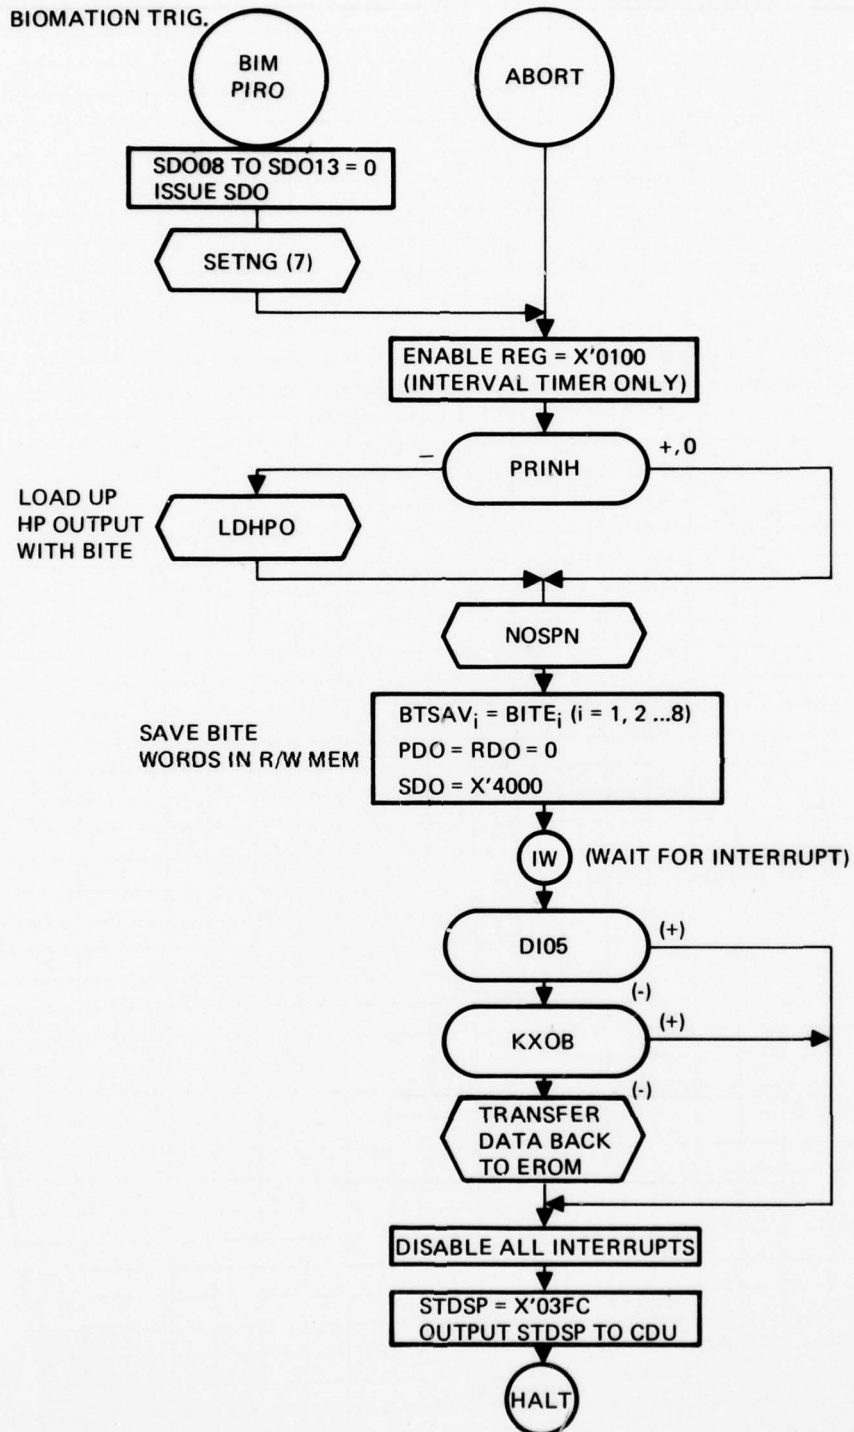 BIOMATION TRIG.
BIM
PIRO
ABORT
SDO08 TO SDO13 = 0
ISSUE SDO
SETNG (7)
ENABLE REG = X'0100
(INTERVAL TIMER ONLY)
–
PRINH
+,0
LOAD UP
HP OUTPUT
WITH BITE
LDHPO
NOSPN
SAVE BITE
WORDS IN R/W MEM
BTSAVi = BITEi (i = 1, 2 ...8)
PDO = RDO = 0
SDO = X'4000
IW
(WAIT FOR INTERRUPT)
DI05
(+)
(-)
KXOB
(+)
(-)
TRANSFER
DATA BACK
TO EROM
DISABLE ALL INTERRUPTS
STDSP = X'03FC
OUTPUT STDSP TO CDU
HALT